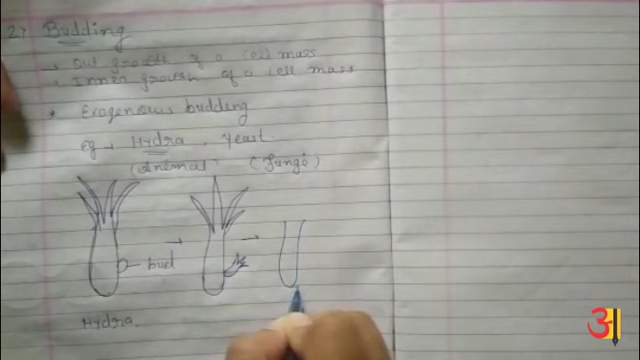 2) Budding
→ Out growth of a cell mass
→ Inner growth of a cell mass
* Exogenous budding
Eg → Hydra, Yeast.
(Animal) (Fungi)
bud
Hydra.
अ